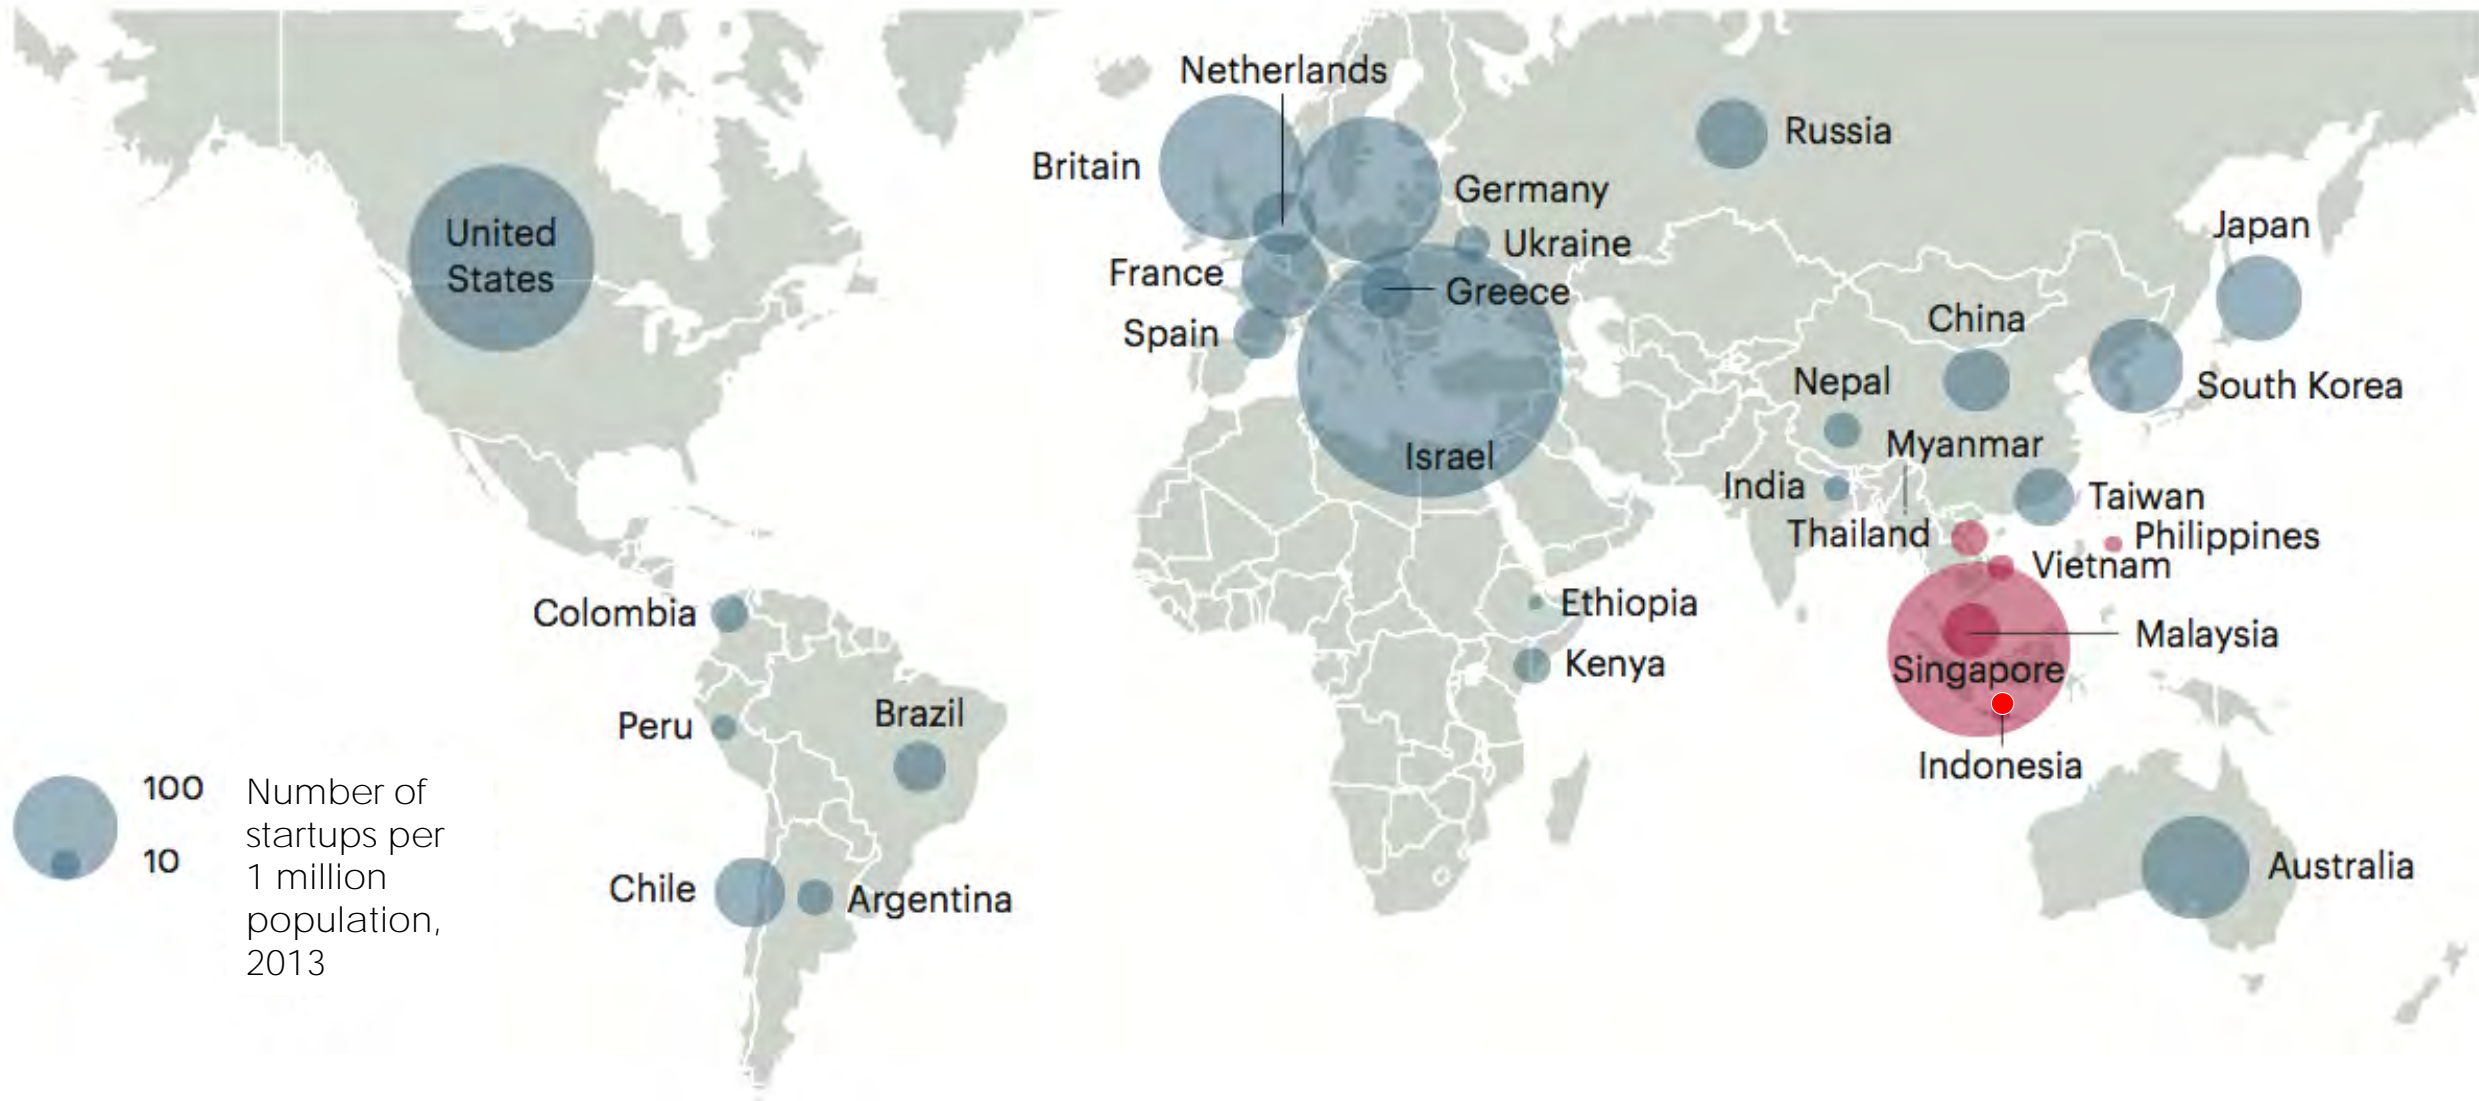 Netherlands
Britain
Russia
Germany
United
States
Ukraine
Japan
France
Greece
Spain
China
Nepal
South Korea
Myanmar
Israel
India
Taiwan
Thailand
Philippines
Vietnam
Colombia
Ethiopia
Malaysia
Kenya
Singapore
Peru
Brazil
Indonesia
100
10
Number of
startups per
1 million
population,
2013
Chile
Argentina
Australia